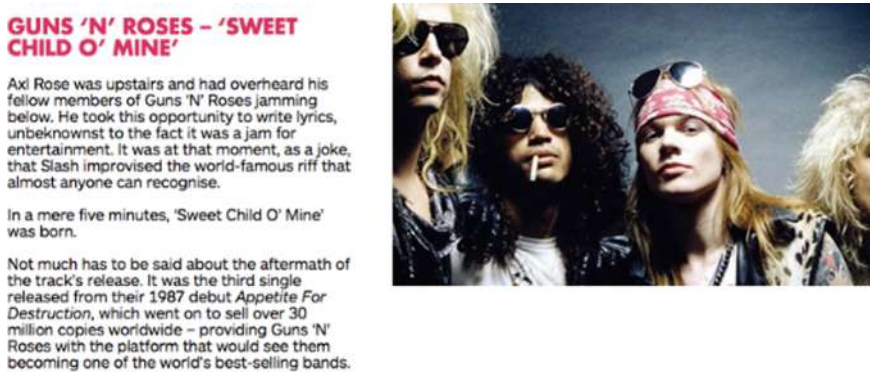 GUNS ‘N’ ROSES – ‘SWEET
CHILD O’ MINE’
Axl Rose was upstairs and had overheard his
fellow members of Guns ‘N’ Roses jamming
below. He took this opportunity to write lyrics,
unbeknownst to the fact it was a jam for
entertainment. It was at that moment, as a joke,
that Slash improvised the world-famous riff that
almost anyone can recognise.
In a mere five minutes, ‘Sweet Child O’ Mine’
was born.
Not much has to be said about the aftermath of
the track’s release. It was the third single
released from their 1987 debut Appetite For
Destruction, which went on to sell over 30
million copies worldwide – providing Guns ‘N’
Roses with the platform that would see them
becoming one of the world’s best-selling bands.